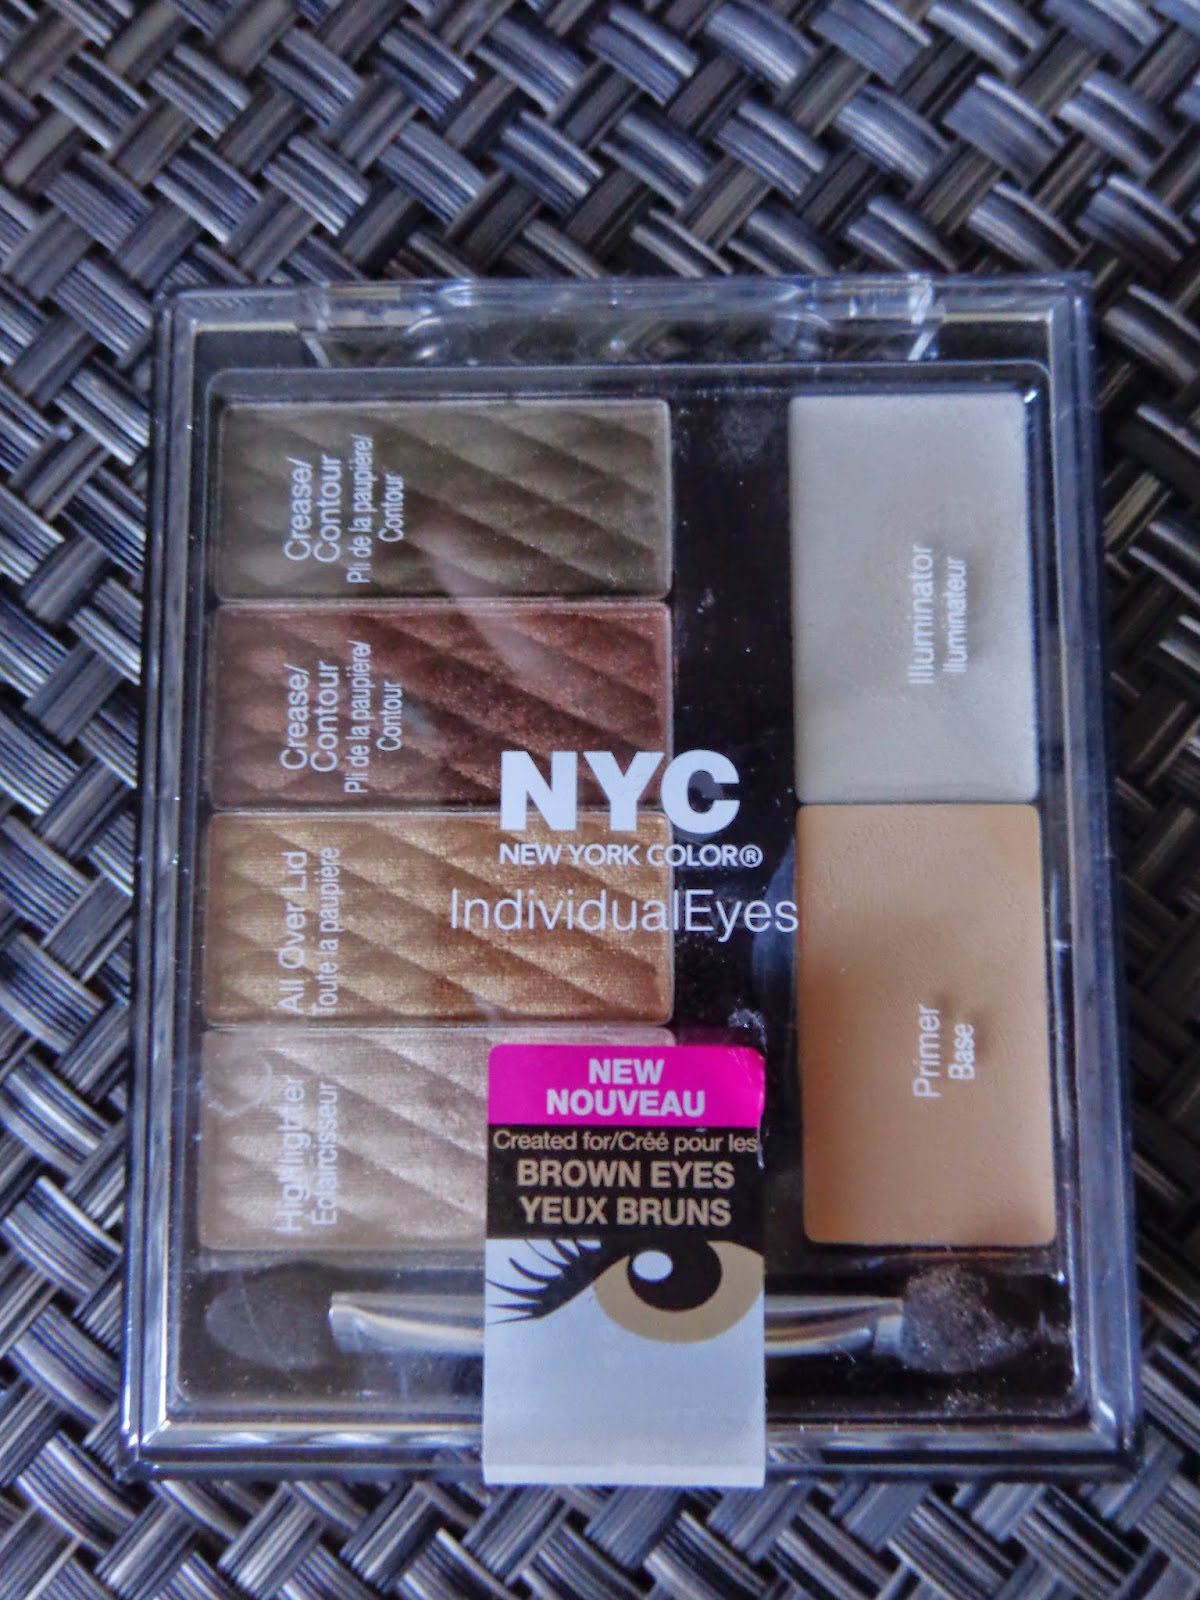 Crease/
Contour
Pli de la paupière/
Contour
Crease/
Contour
Pli de la paupière/
Contour
All Over Lid
Toute la paupière
Highlighter
Eclaircisseur
Illuminator
Iluminateur
Primer
Base
NYC
NEW YORK COLOR®
IndividualEyes
NEW
NOUVEAU
Created for/Créé pour les
BROWN EYES
YEUX BRUNS